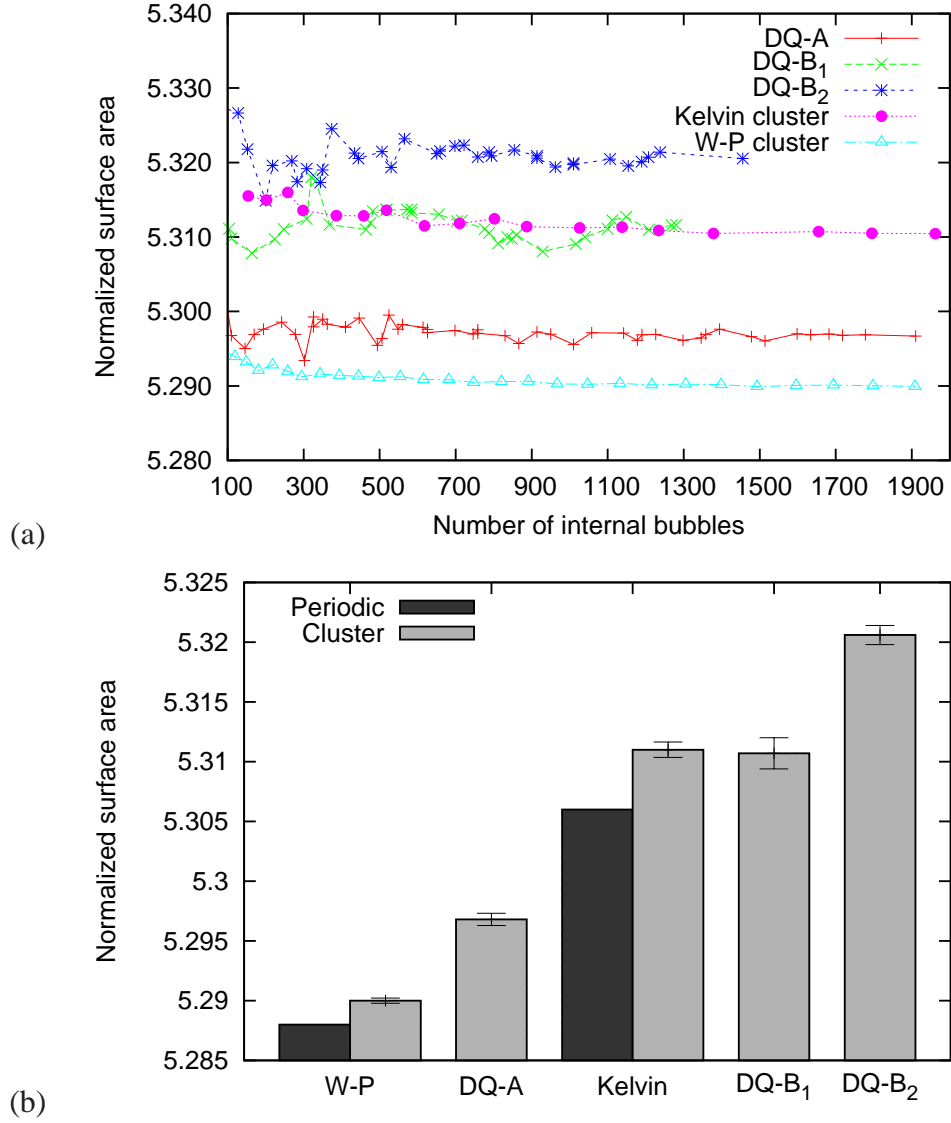 5.340
5.330
5.320
5.310
5.300
5.290
5.280
Normalized surface area
DQ-A
DQ-B1
DQ-B2
Kelvin cluster
W-P cluster
100 300 500 700 900 1100 1300 1500 1700 1900
Number of internal bubbles
(a)
5.325
5.32
5.315
5.31
5.305
5.3
5.295
5.29
5.285
Normalized surface area
Periodic
Cluster
W-P DQ-A Kelvin DQ-B1 DQ-B2
(b)